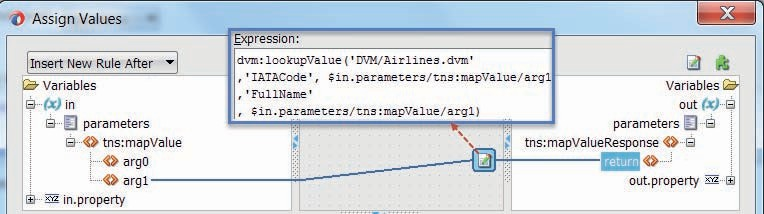 Assign Values
Expression:
dvm:lookupValue('DVM/Airlines.dvm'
,'IATACode', $in.parameters/tns:mapValue/arg1
,'FullName'
, $in.parameters/tns:mapValue/arg1)
Insert New Rule After
Variables
in
parameters
tns:mapValue
arg0
arg1
XYZ in.property
Variables
out
parameters
tns:mapValueResponse
return
out.property XYZ